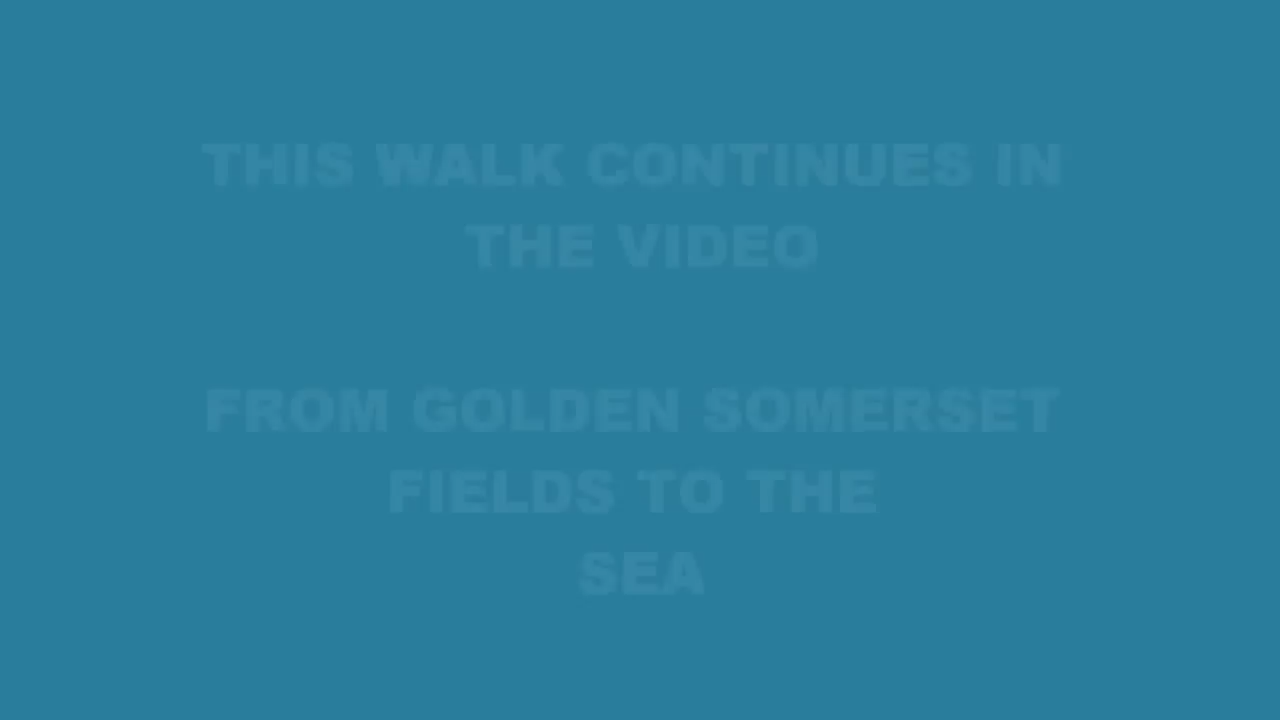 THIS WALK CONTINUES IN
THE VIDEO
FROM GOLDEN SOMERSET
FIELDS TO THE
SEA